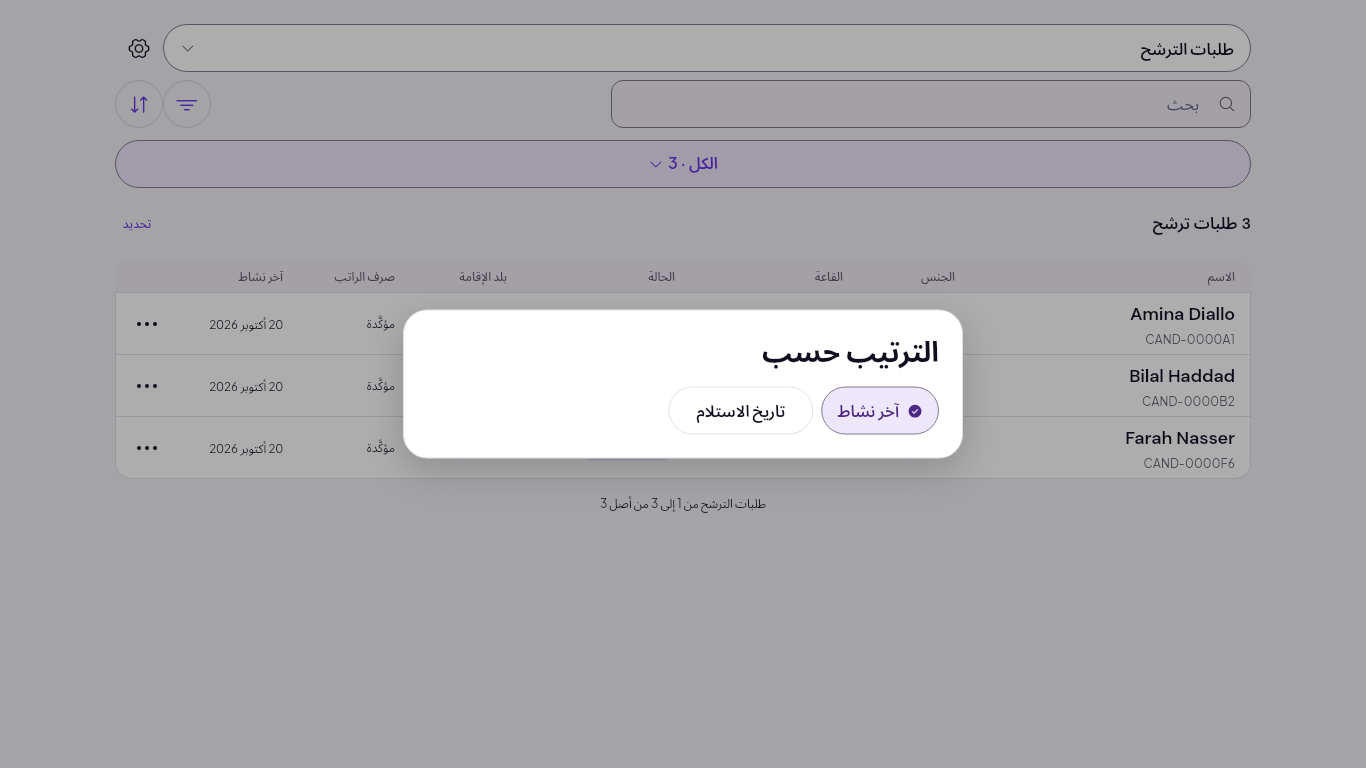 طلبات الترشح
بحث
الكل · 3
3 طلبات ترشح
تحديد
الاسم الجنس القاعة الحالة بلد الإقامة صرف الراتب آخر نشاط
Amina Diallo
CAND-0000A1
مؤكَّدة
20 أكتوبر 2026
Bilal Haddad
CAND-0000B2
مؤكَّدة
20 أكتوبر 2026
Farah Nasser
CAND-0000F6
مؤكَّدة
20 أكتوبر 2026
الترتيب حسب
آخر نشاط
تاريخ الاستلام
طلبات الترشح من 1 إلى 3 من أصل 3